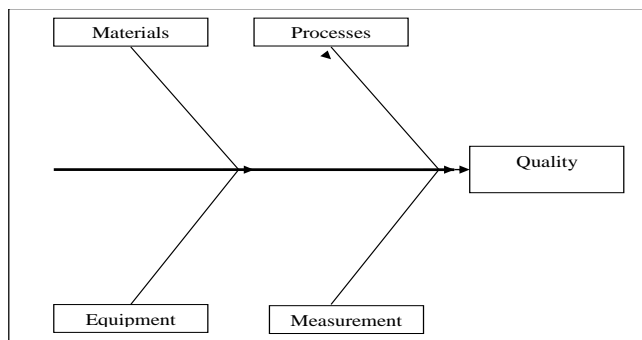 Materials
Processes
Quality
Equipment
Measurement